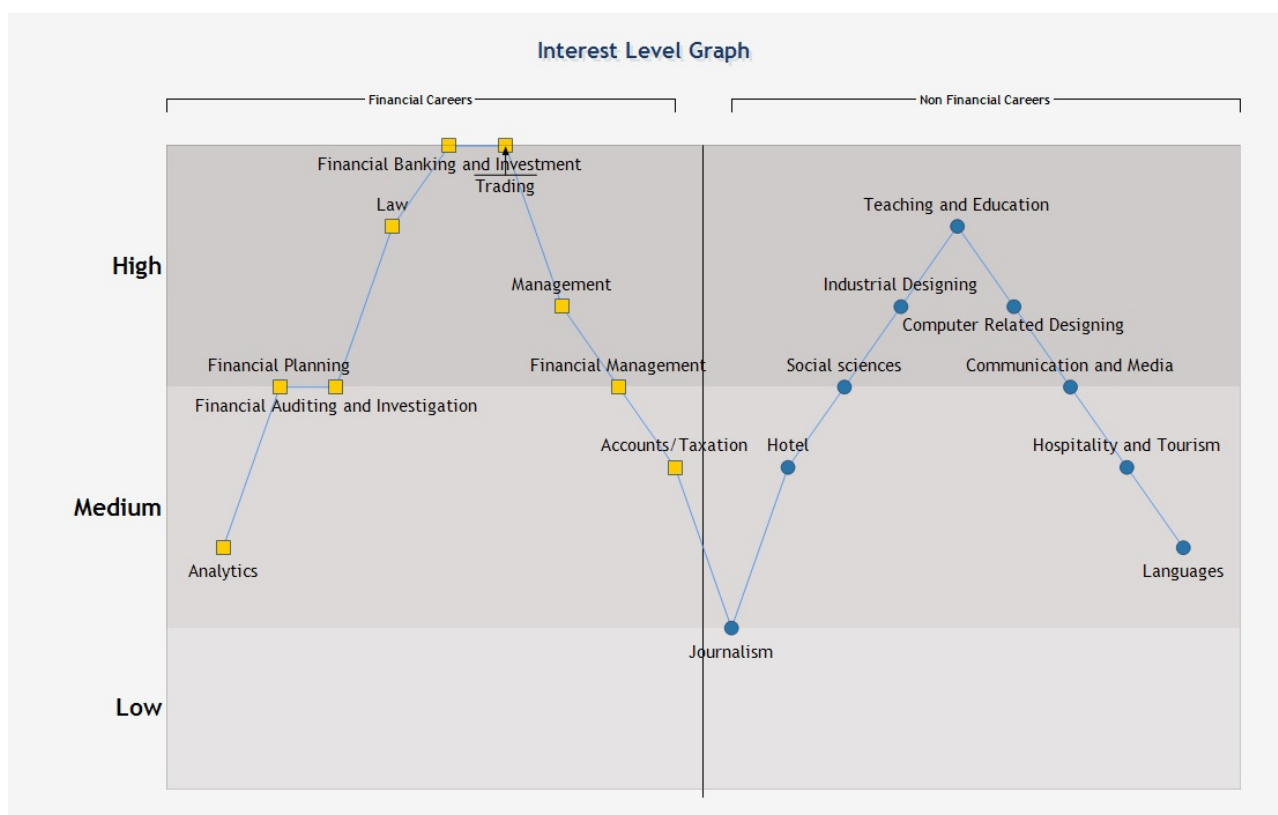 Interest Level Graph
Financial Careers
Non Financial Careers
Financial Banking and Investment
Trading
Law
Teaching and Education
High
Management
Industrial Designing
Computer Related Designing
Financial Planning
Financial Management
Social sciences
Communication and Media
Financial Auditing and Investigation
Accounts/Taxation
Hotel
Hospitality and Tourism
Medium
Analytics
Languages
Journalism
Low